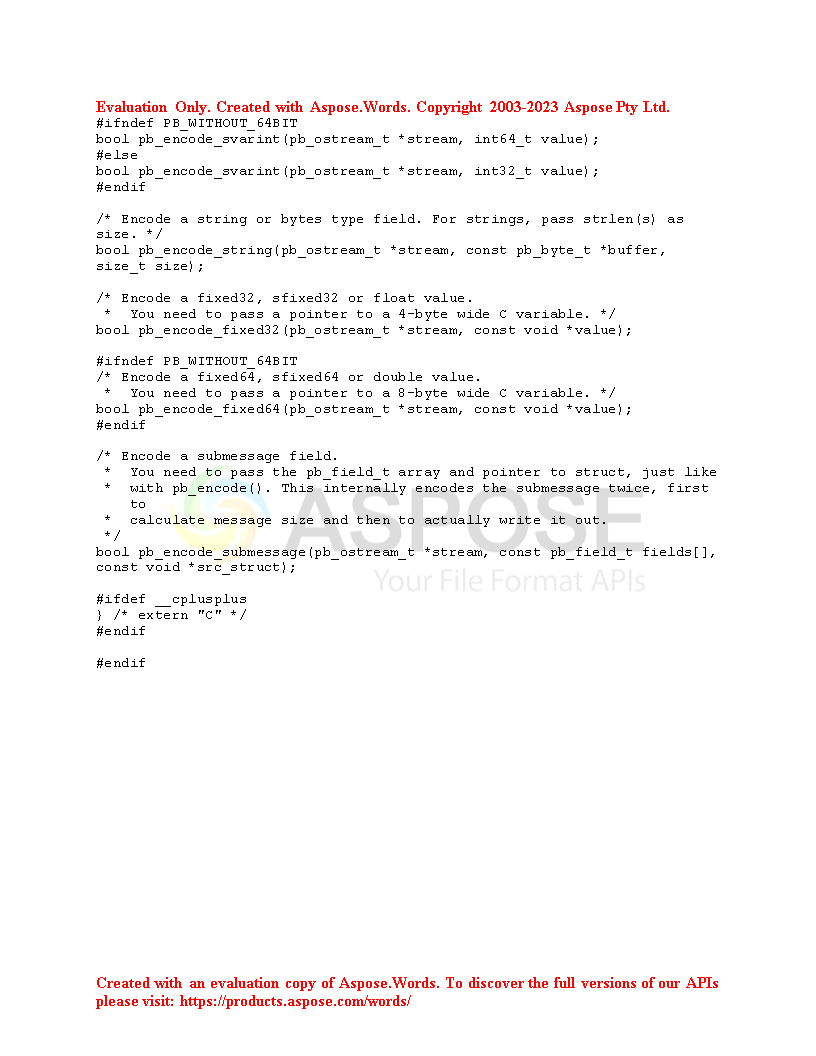 Evaluation Only. Created with Aspose.Words. Copyright 2003-2023 Aspose Pty Ltd.
#ifndef PB_WITHOUT_64BIT
bool pb_encode_svarint(pb_ostream_t *stream, int64_t value);
#else
bool pb_encode_svarint(pb_ostream_t *stream, int32_t value);
#endif

/* Encode a string or bytes type field. For strings, pass strlen(s) as
size. */
bool pb_encode_string(pb_ostream_t *stream, const pb_byte_t *buffer,
size_t size);

/* Encode a fixed32, sfixed32 or float value.
 *  You need to pass a pointer to a 4-byte wide C variable. */
bool pb_encode_fixed32(pb_ostream_t *stream, const void *value);

#ifndef PB_WITHOUT_64BIT
/* Encode a fixed64, sfixed64 or double value.
 *  You need to pass a pointer to a 8-byte wide C variable. */
bool pb_encode_fixed64(pb_ostream_t *stream, const void *value);
#endif

/* Encode a submessage field.
 *  You need to pass the pb_field_t array and pointer to struct, just like
 *  with pb_encode(). This internally encodes the submessage twice, first
    to
 *  calculate message size and then to actually write it out.
 */
bool pb_encode_submessage(pb_ostream_t *stream, const pb_field_t fields[],
const void *src_struct);

#ifdef __cplusplus
} /* extern "C" */
#endif

#endif
ASPOSE
Your File Format APIs
Created with an evaluation copy of Aspose.Words. To discover the full versions of our APIs
please visit: https://products.aspose.com/words/